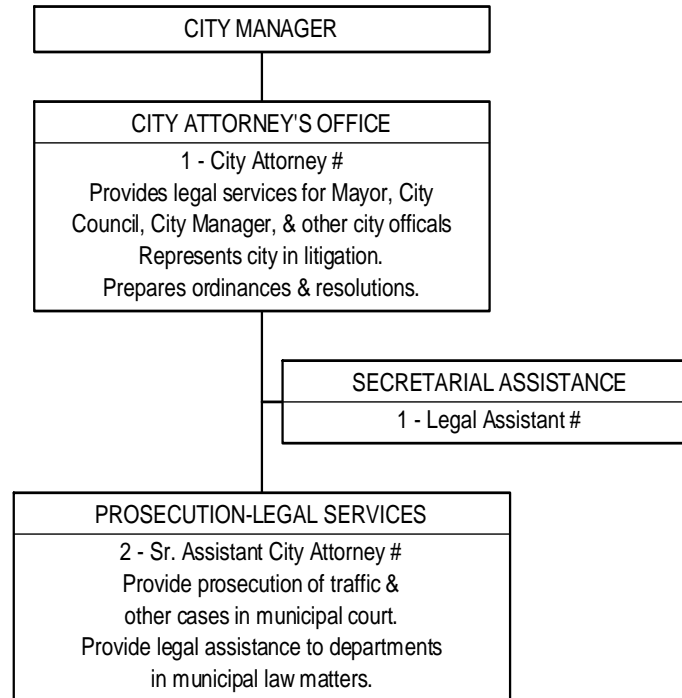 CITY MANAGER
CITY ATTORNEY'S OFFICE
1 - City Attorney #
Provides legal services for Mayor, City
Council, City Manager, & other city officals
Represents city in litigation.
Prepares ordinances & resolutions.
SECRETARIAL ASSISTANCE
1 - Legal Assistant #
PROSECUTION-LEGAL SERVICES
2 - Sr. Assistant City Attorney #
Provide prosecution of traffic &
other cases in municipal court.
Provide legal assistance to departments
in municipal law matters.